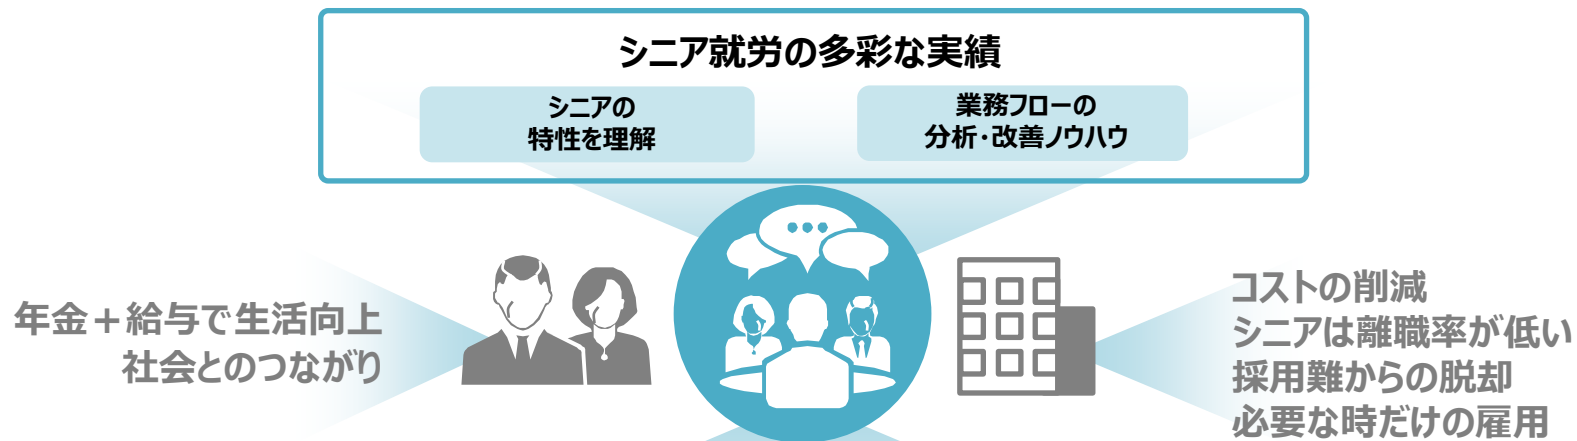 シニア就労の多彩な実績
シニアの
特性を理解
業務フローの
分析・改善ノウハウ
年金＋給与で生活向上
社会とのつながり
コストの削減
シニアは離職率が低い
採用難からの脱却
必要な時だけの雇用